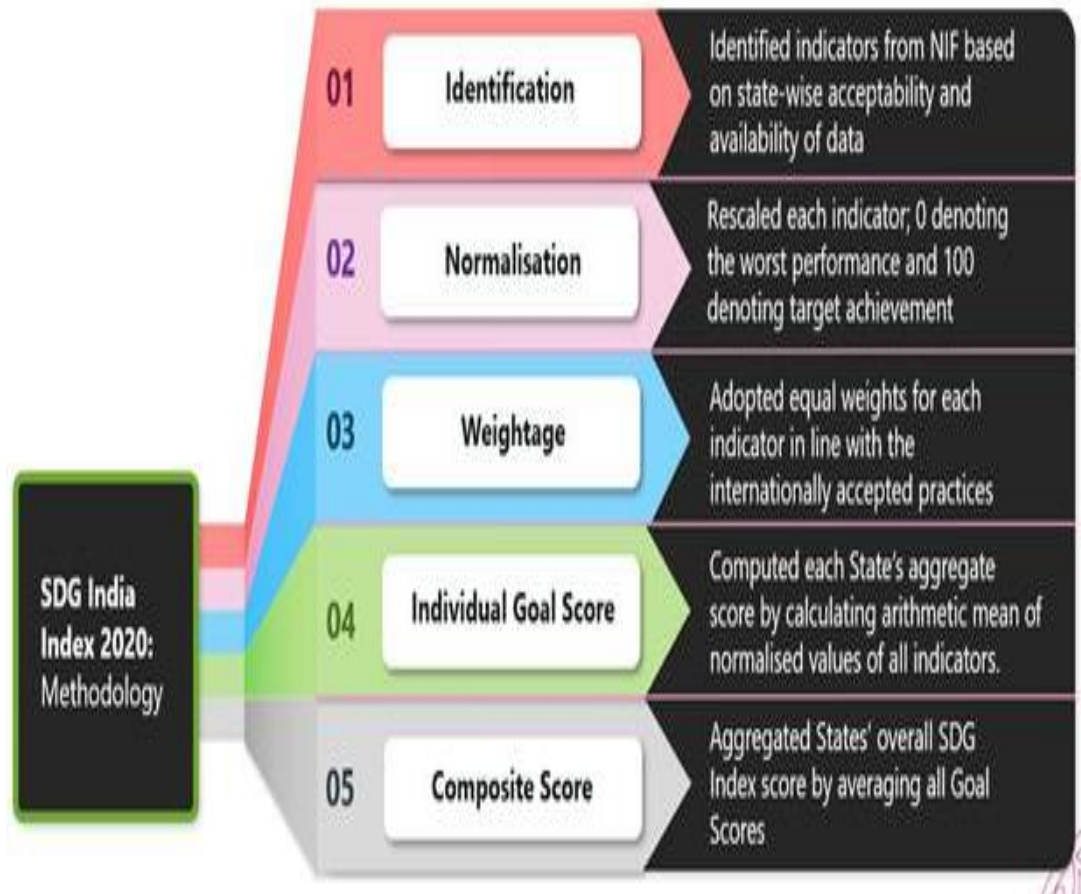 SDG India
Index 2020:
Methodology
01
Identification
Identified indicators from NIF based
on state-wise acceptability and
availability of data
02
Normalisation
Rescaled each indicator; 0 denoting
the worst performance and 100
denoting target achievement
03
Weightage
Adopted equal weights for each
indicator in line with the
internationally accepted practices
04
Individual Goal Score
Computed each State's aggregate
score by calculating arithmetic mean of
normalised values of all indicators.
05
Composite Score
Aggregated States' overall SDG
Index score by averaging all Goal
Scores